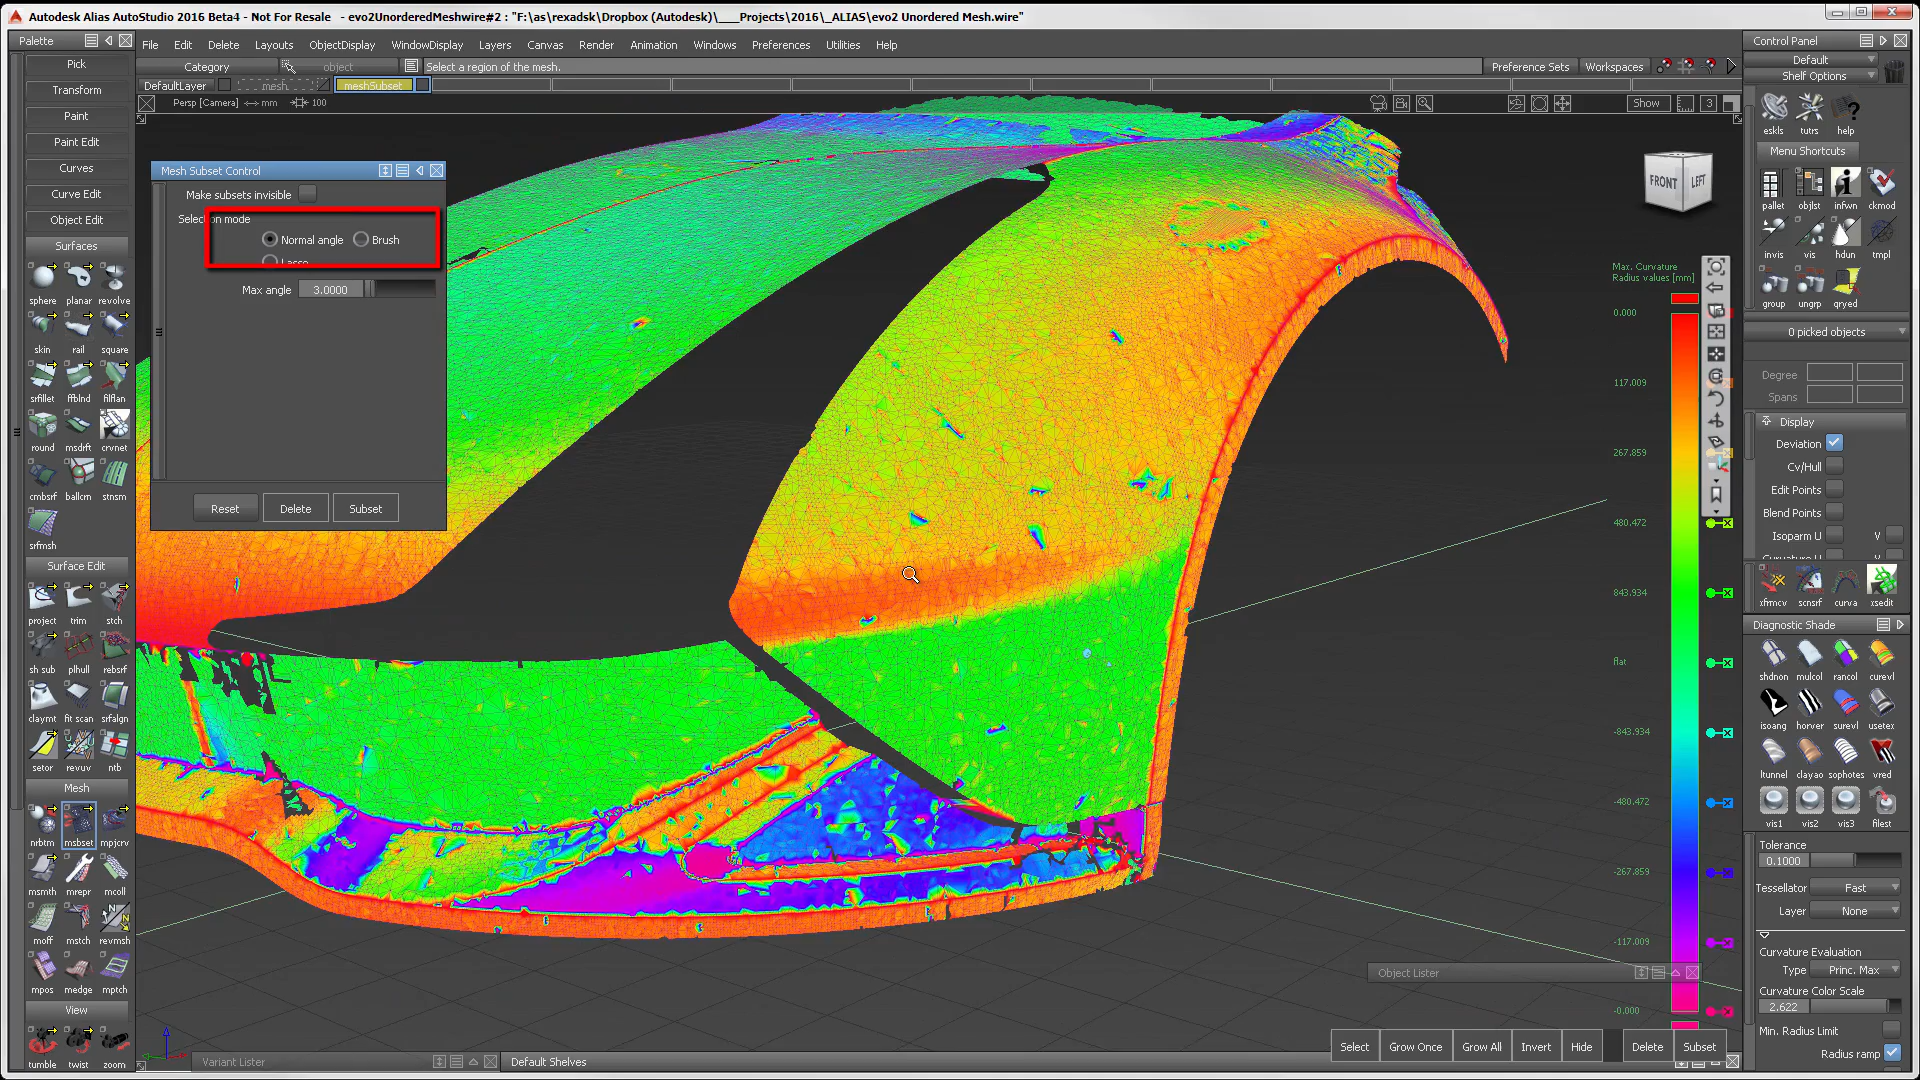 Autodesk Alias AutoStudio 2016 Beta4 - Not For Resale - evo2UnorderedMeshwire#2 : "F:\as\rexadsk\Dropbox (Autodesk)\___Projects\2016\_ALIAS\evo2 Unordered Mesh.wire"
Palette
File Edit Delete Layouts ObjectDisplay WindowDisplay Layers Canvas Render Animation Windows Preferences Utilities Help
Category object Select a region of the mesh. Preference Sets Workspaces
DefaultLayer mesh meshSubset
Persp [Camera] mm 100 Show 3
Pick
Transform
Paint
Paint Edit
Curves
Curve Edit
Object Edit
Surfaces
sphere planar revolve
skin rail square
srfillet ffblnd filflan
round msdrft crvnet
cmbsrf ballcrn stnsm
srfmsh
Surface Edit
project trim stch
sh sub plhull rebsrf
claymt fit scan srfalgn
setor revuv ntb
Mesh
nrbtm msbset mpjcrv
msmth mrepr mcoll
moff mstch revmsh
mpos medge mptch
View
tumble twist zoom
Mesh Subset Control
Make subsets invisible
Selection mode
Normal angle Brush
Lasso
Max angle 3.0000
Reset Delete Subset
FRONT LEFT
Max. Curvature
Radius values [mm]
0.000
117.009
267.859
480.472
843.934
flat
-843.934
-480.472
-267.859
-117.009
-0.000
Object Lister
Select Grow Once Grow All Invert Hide Delete Subset
Variant Lister Default Shelves
Control Panel
Default
Shelf Options
eskls tutrs help
Menu Shortcuts
pallet objlst infwn ckmod
invis vis hdun tmpl
group ungrp qryed
0 picked objects
Degree
Spans
Display
Deviation
Cv/Hull
Edit Points
Blend Points
Isoparm U V
Curvature U V
xfrmcv scnsrf curva xsedit
Diagnostic Shade
shdnon mulcol rancol curevl
isoang horver surevl usetex
ltunnel clayao sophotes vred
vis1 vis2 vis3 filest
Tolerance
0.1000
Tessellator Fast
Layer None
Curvature Evaluation
Type Princ. Max
Curvature Color Scale
2.622
Min. Radius Limit
Radius ramp